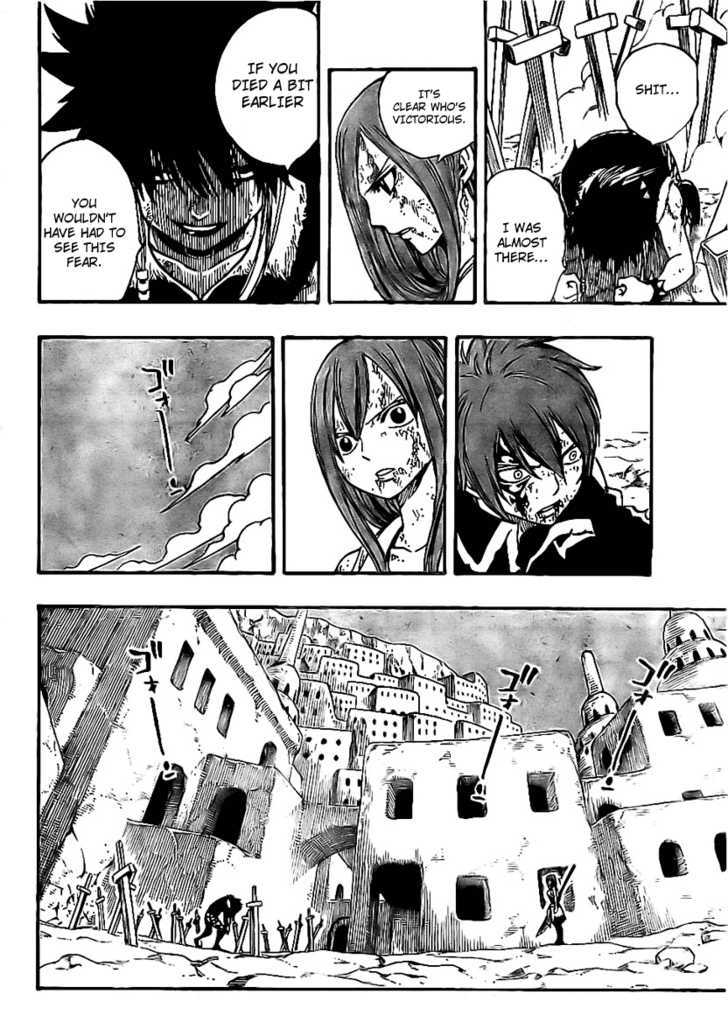 SHIT...
I WAS
ALMOST
THERE...
IT'S
CLEAR WHO'S
VICTORIOUS.
IF YOU
DIED A BIT
EARLIER
YOU
WOULDN'T
HAVE HAD TO
SEE THIS
FEAR.
ゴォー
ゴォー
ゴォー
ゴォー